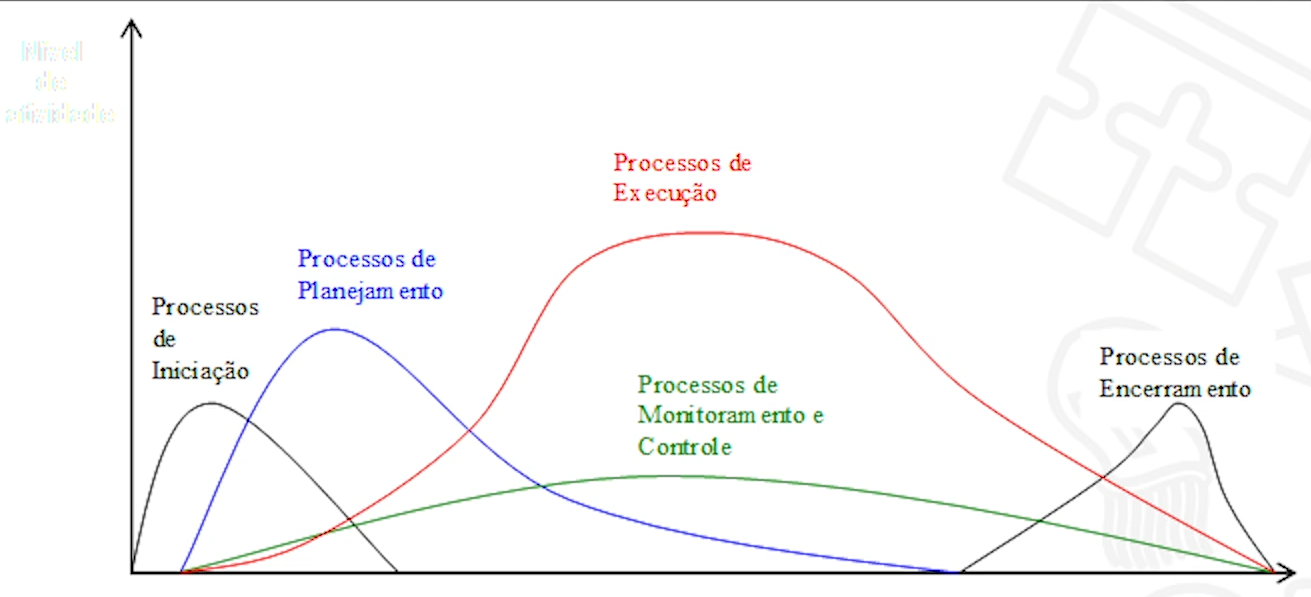 Nível
de
atividade
Processos de
Execução
Processos de
Planejamento
Processos
de
Iniciação
Processos de
Monitoramento e
Controle
Processos de
Encerramento